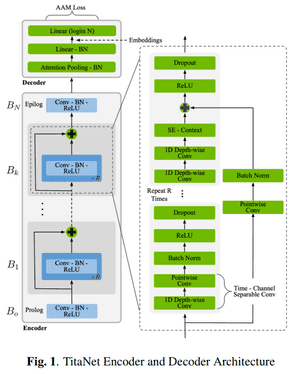 AAM Loss
Linear (logits N)
Embeddings
Linear - BN
Attention Pooling - BN
Decoder
B_N
Epilog
Conv - BN -
ReLU
B_k
Conv - BN -
ReLU
× R
B_1
Conv - BN -
ReLU
× R
B_o
Prolog
Conv - BN -
ReLU
Encoder
Dropout
ReLU
SE - Context
1D Depth-wise
Conv
1D Depth-wise
Conv
Repeat R
Times
Dropout
ReLU
Batch Norm
Pointwise
Conv
1D Depth-wise
Conv
Batch Norm
Pointwise
Conv
Time - Channel
Separable Conv
Fig. 1. TitaNet Encoder and Decoder Architecture